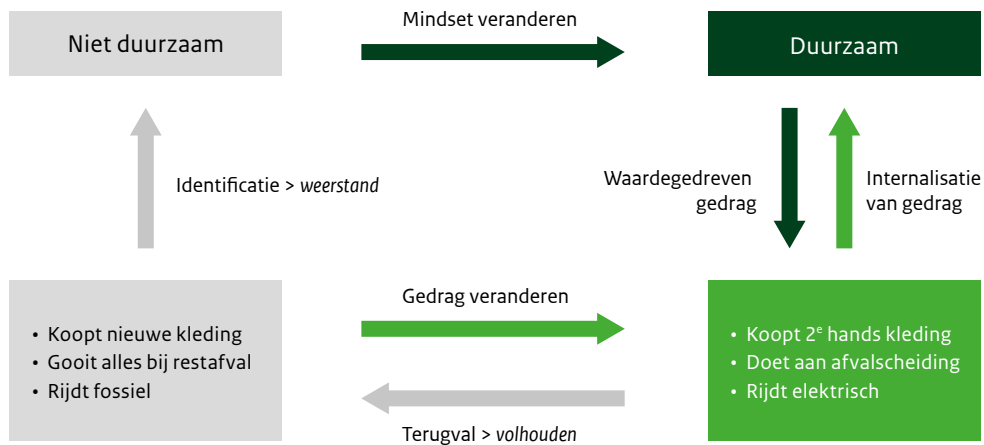 Mindset veranderen
Niet duurzaam
Duurzaam
Identificatie > weerstand
Waardegedreven
gedrag
Internalisatie
van gedrag
Gedrag veranderen
• Koopt nieuwe kleding
• Gooit alles bij restafval
• Rijdt fossiel
• Koopt 2ᵉ hands kleding
• Doet aan afvalscheiding
• Rijdt elektrisch
Terugval > volhouden